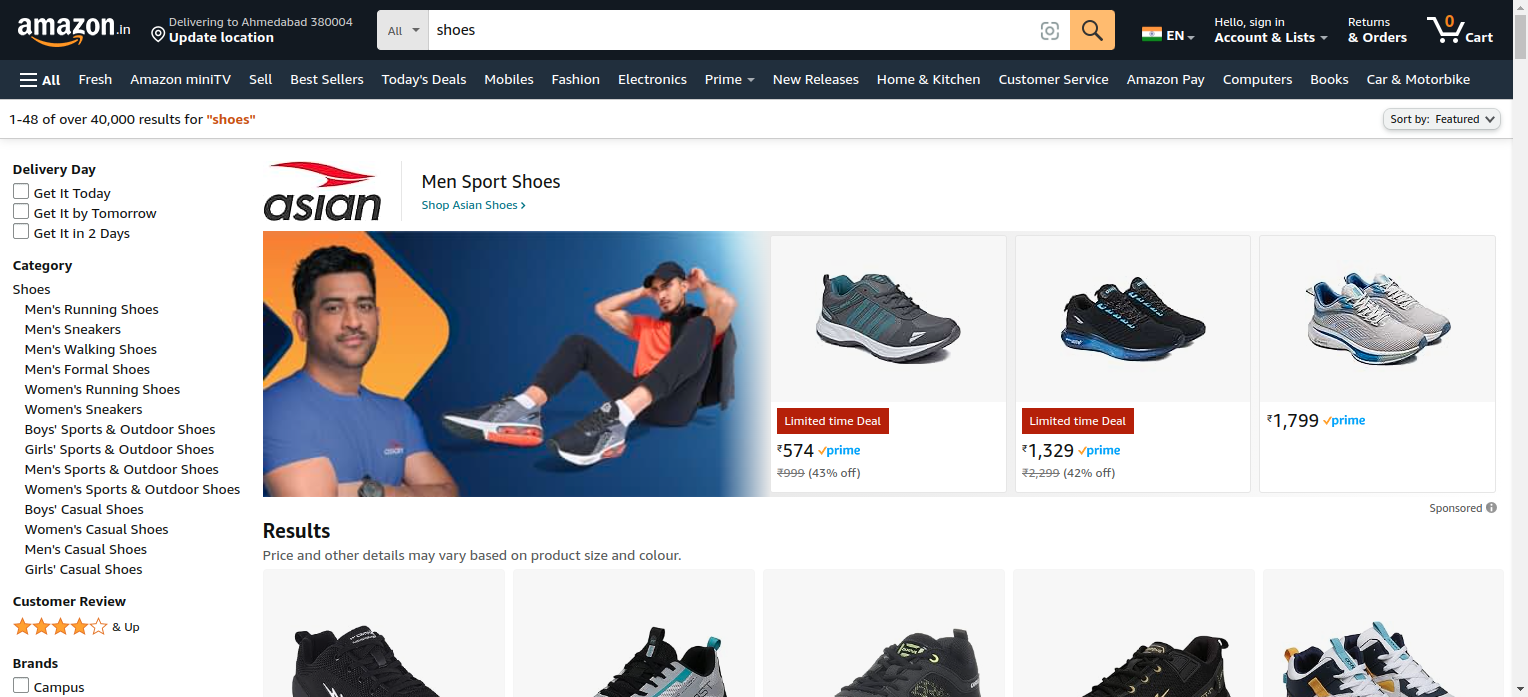 amazon.in
Delivering to Ahmedabad 380004
Update location
All
shoes
EN
Hello, sign in
Account & Lists
Returns
& Orders
0
Cart
All Fresh Amazon miniTV Sell Best Sellers Today's Deals Mobiles Fashion Electronics Prime New Releases Home & Kitchen Customer Service Amazon Pay Computers Books Car & Motorbike
1-48 of over 40,000 results for "shoes"
Sort by: Featured
Delivery Day
Get It Today
Get It by Tomorrow
Get It in 2 Days
Category
Shoes
Men's Running Shoes
Men's Sneakers
Men's Walking Shoes
Men's Formal Shoes
Women's Running Shoes
Women's Sneakers
Boys' Sports & Outdoor Shoes
Girls' Sports & Outdoor Shoes
Men's Sports & Outdoor Shoes
Women's Sports & Outdoor Shoes
Boys' Casual Shoes
Women's Casual Shoes
Men's Casual Shoes
Girls' Casual Shoes
Customer Review
& Up
Brands
Campus
asian
Men Sport Shoes
Shop Asian Shoes
asian
Limited time Deal
₹574 prime
₹999 (43% off)
Limited time Deal
₹1,329 prime
₹2,299 (42% off)
₹1,799 prime
Sponsored
Results
Price and other details may vary based on product size and colour.